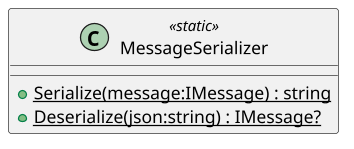 «static»
C MessageSerializer
Serialize(message:IMessage) : string
Deserialize(json:string) : IMessage?